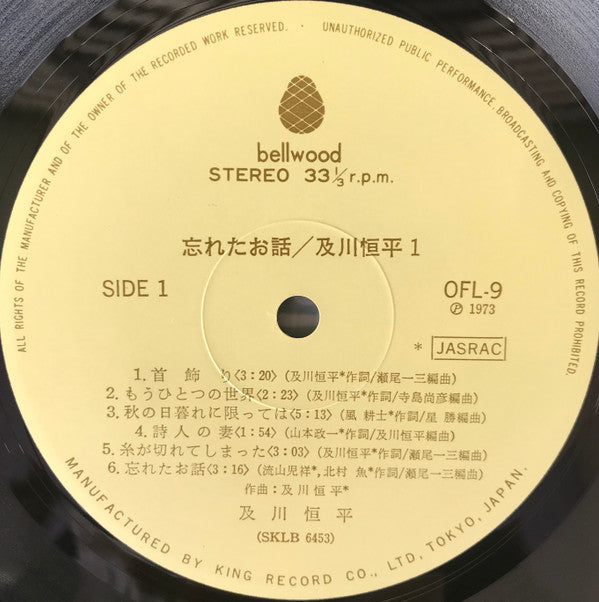 ALL RIGHTS OF THE MANUFACTURER AND OF THE OWNER OF THE RECORDED WORK RESERVED. · UNAUTHORIZED PUBLIC PERFORMANCE, BROADCASTING AND COPYING OF THIS RECORD PROHIBITED.
bellwood
STEREO 33⅓ r.p.m.
忘れたお話/及川恒平 1
SIDE 1
OFL-9
Ⓟ 1973
* JASRAC
1. 首飾り〈3:20〉(及川恒平*作詞/瀬尾一三編曲)
2. もうひとつの世界〈2:23〉(及川恒平*作詞/寺島尚彦編曲)
3. 秋の日暮れに限っては〈5:13〉(風 耕士*作詞/星 勝編曲)
4. 詩人の妻〈1:54〉(山本政一*作詞/及川恒平編曲)
5. 糸が切れてしまった〈3:03〉(及川恒平*作詞/瀬尾一三編曲)
6. 忘れたお話〈3:16〉(流山児祥*,北村 魚*作詞/瀬尾一三編曲)
作曲:及川恒平*
及川恒平
(SKLB 6453)
MANUFACTURED BY KING RECORD CO., LTD, TOKYO, JAPAN.